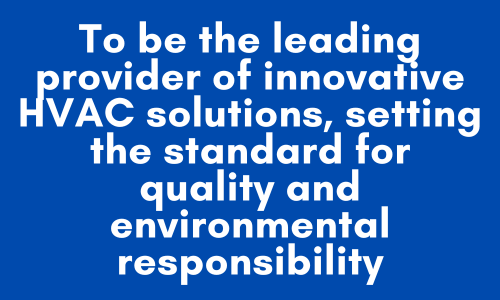 To be the leading
provider of innovative
HVAC solutions, setting
the standard for
quality and
environmental
responsibility